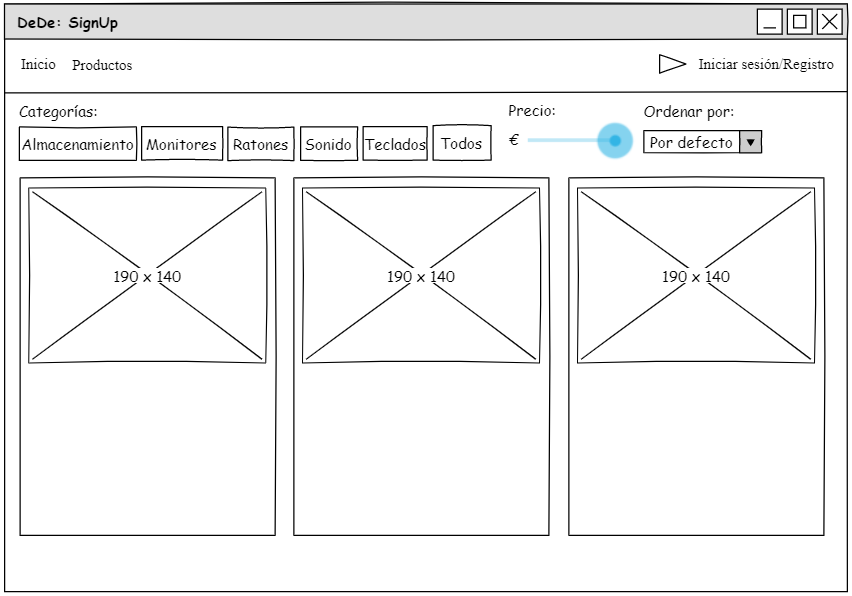 DeDe: SignUp
Inicio Productos Iniciar sesión/Registro
Categorías: Precio: Ordenar por:
Almacenamiento Monitores Ratones Sonido Teclados Todos € Por defecto
190 x 140 190 x 140 190 x 140